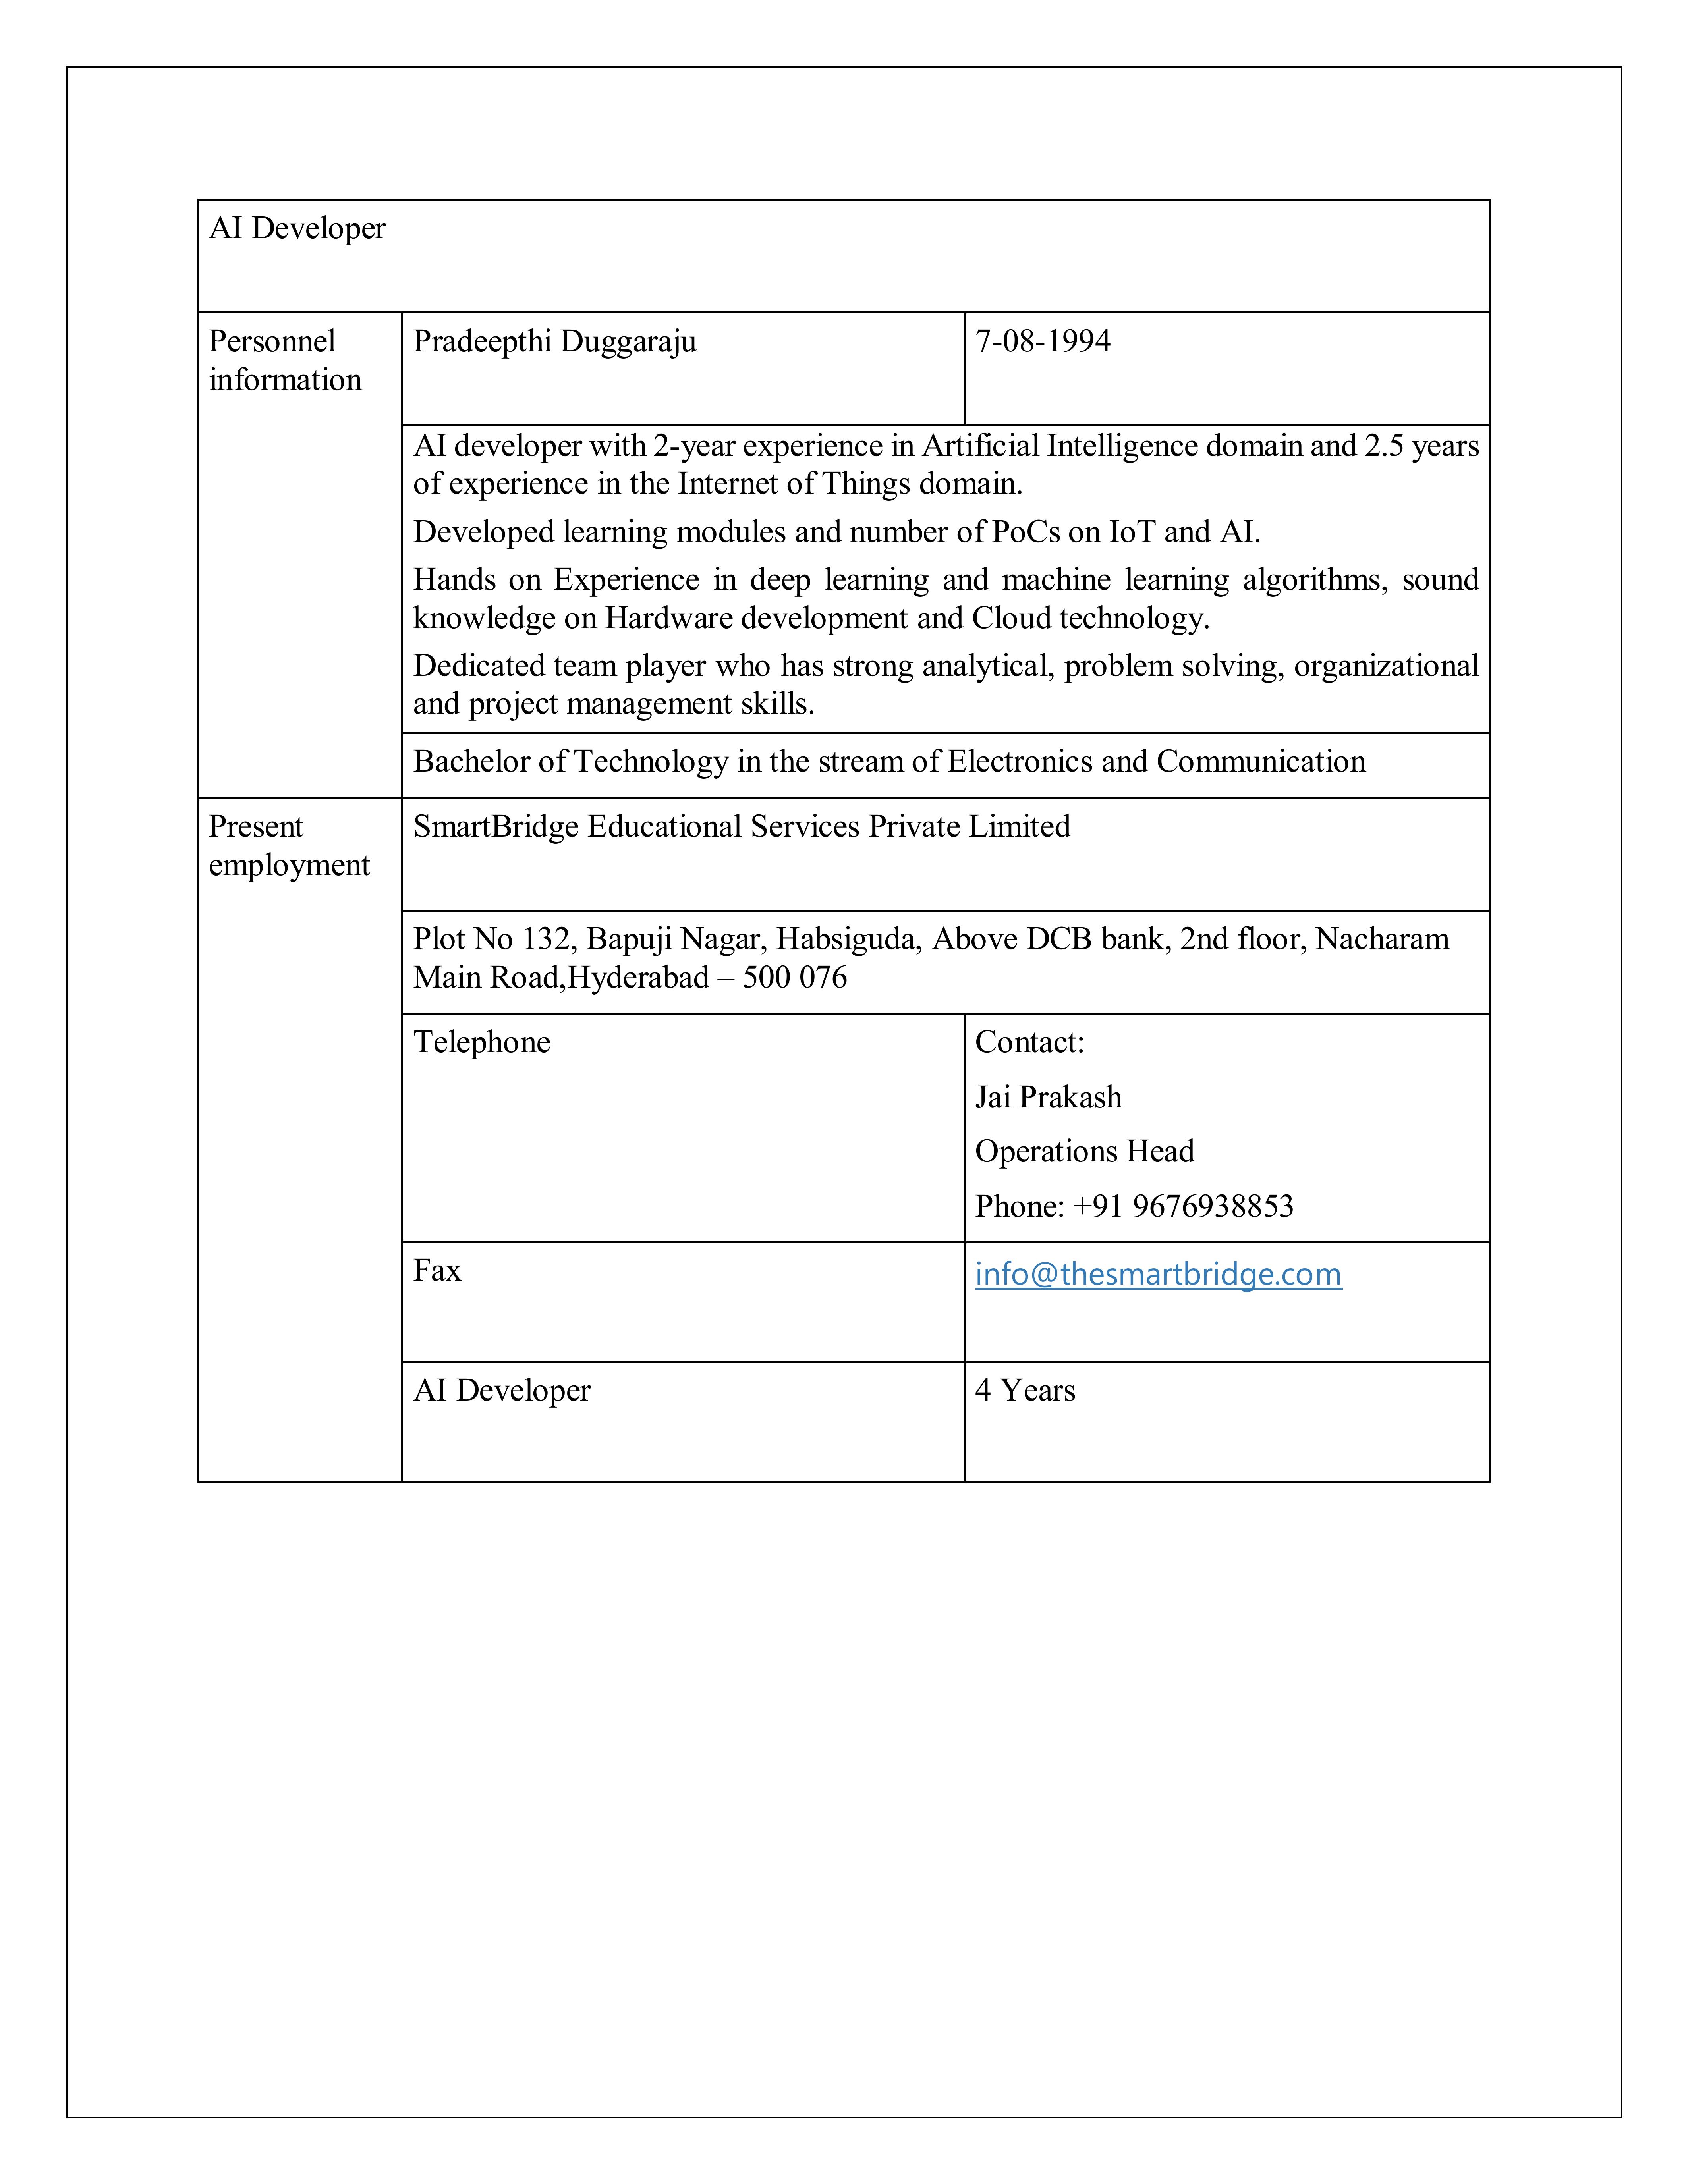 AI Developer
Personnel
information
Pradeepthi Duggaraju
7-08-1994
AI developer with 2-year experience in Artificial Intelligence domain and 2.5 years
of experience in the Internet of Things domain.
Developed learning modules and number of PoCs on IoT and AI.
Hands on Experience in deep learning and machine learning algorithms, sound
knowledge on Hardware development and Cloud technology.
Dedicated team player who has strong analytical, problem solving, organizational
and project management skills.
Bachelor of Technology in the stream of Electronics and Communication
Present
employment
SmartBridge Educational Services Private Limited
Plot No 132, Bapuji Nagar, Habsiguda, Above DCB bank, 2nd floor, Nacharam
Main Road,Hyderabad – 500 076
Telephone
Contact:
Jai Prakash
Operations Head
Phone: +91 9676938853
Fax
info@thesmartbridge.com
AI Developer
4 Years